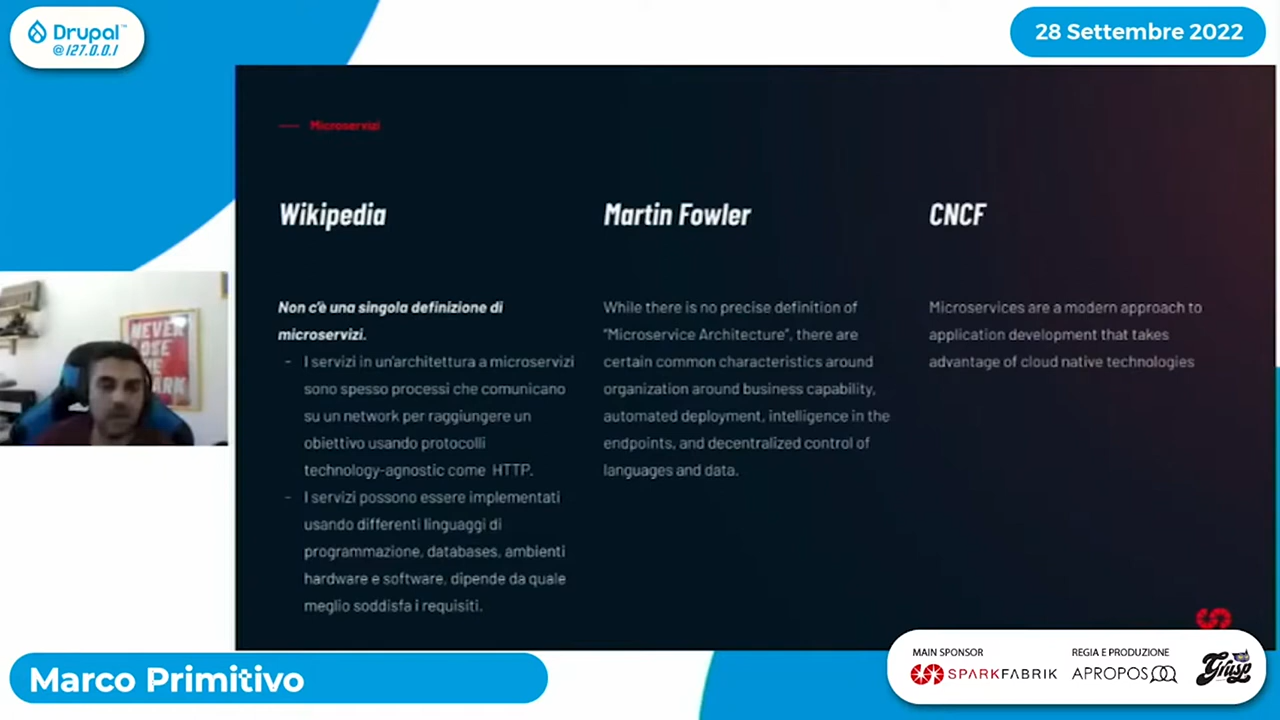 Drupal™
@127.0.0.1
28 Settembre 2022
Microservizi
Wikipedia
Non c'è una singola definizione di
microservizi.
- I servizi in un'architettura a microservizi
sono spesso processi che comunicano
su un network per raggiungere un
obiettivo usando protocolli
technology-agnostic come HTTP.
- I servizi possono essere implementati
usando differenti linguaggi di
programmazione, databases, ambienti
hardware e software, dipende da quale
meglio soddisfa i requisiti.
Martin Fowler
While there is no precise definition of
"Microservice Architecture", there are
certain common characteristics around
organization around business capability,
automated deployment, intelligence in the
endpoints, and decentralized control of
languages and data.
CNCF
Microservices are a modern approach to
application development that takes
advantage of cloud native technologies
NEVER
LOSE
Marco Primitivo
MAIN SPONSOR
SPARKFABRIK
REGIA E PRODUZIONE
APROPOS
Grusp